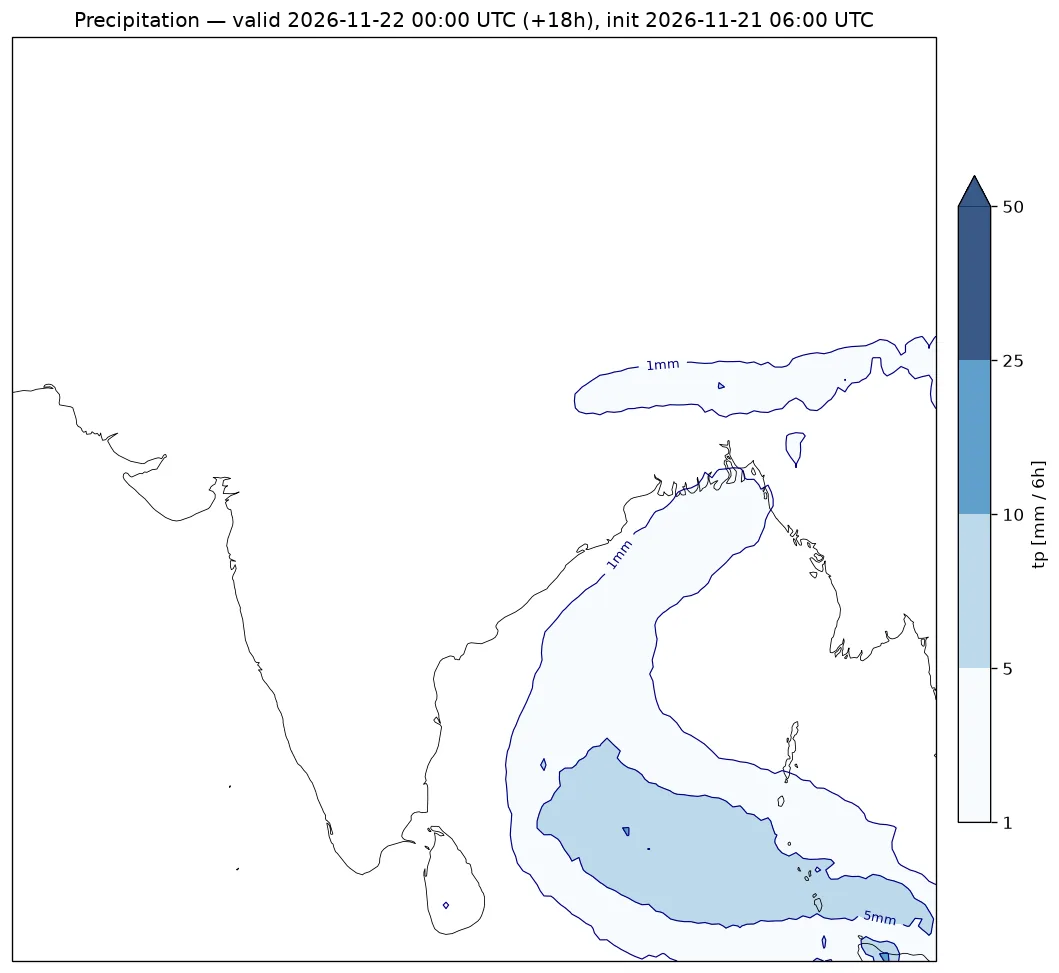 Precipitation — valid 2026-11-22 00:00 UTC (+18h), init 2026-11-21 06:00 UTC
50
1mm
25
tp [mm / 6h]
10
1mm
5
1
5mm